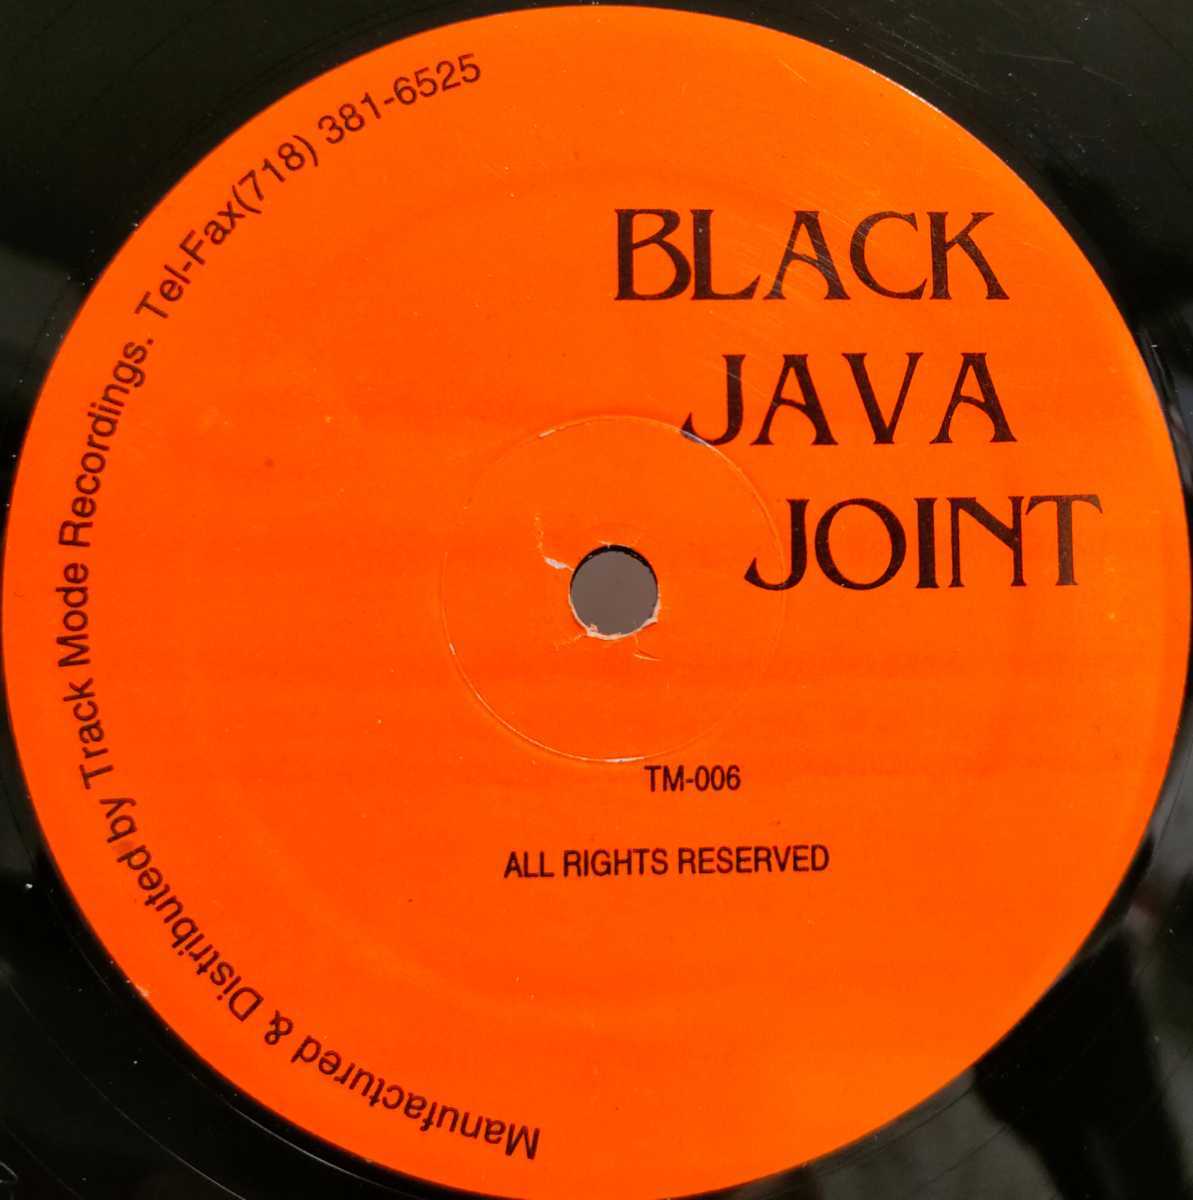 BLACK
JAVA
JOINT
TM-006
ALL RIGHTS RESERVED
Manufactured & Distributed by Track Mode Recordings. Tel-Fax(718) 381-6525